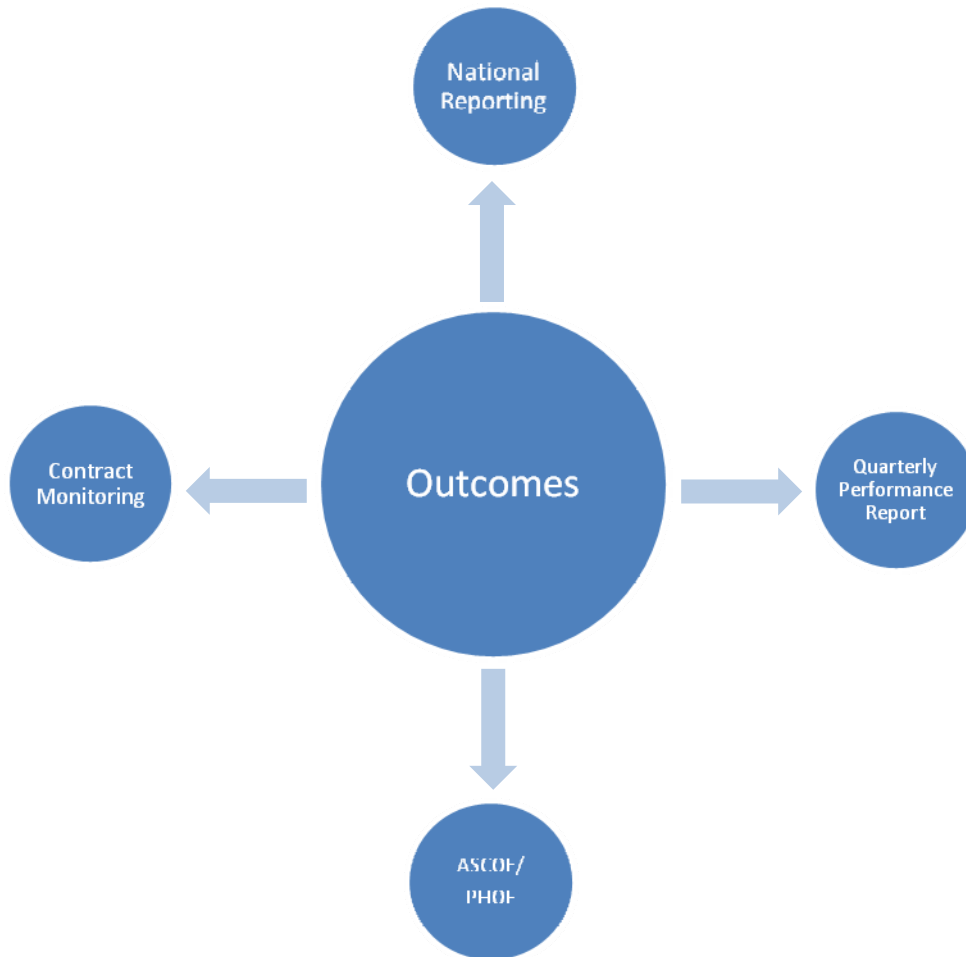 National
Reporting
Contract
Monitoring
Outcomes
Quarterly
Performance
Report
ASCOF/
PHOF